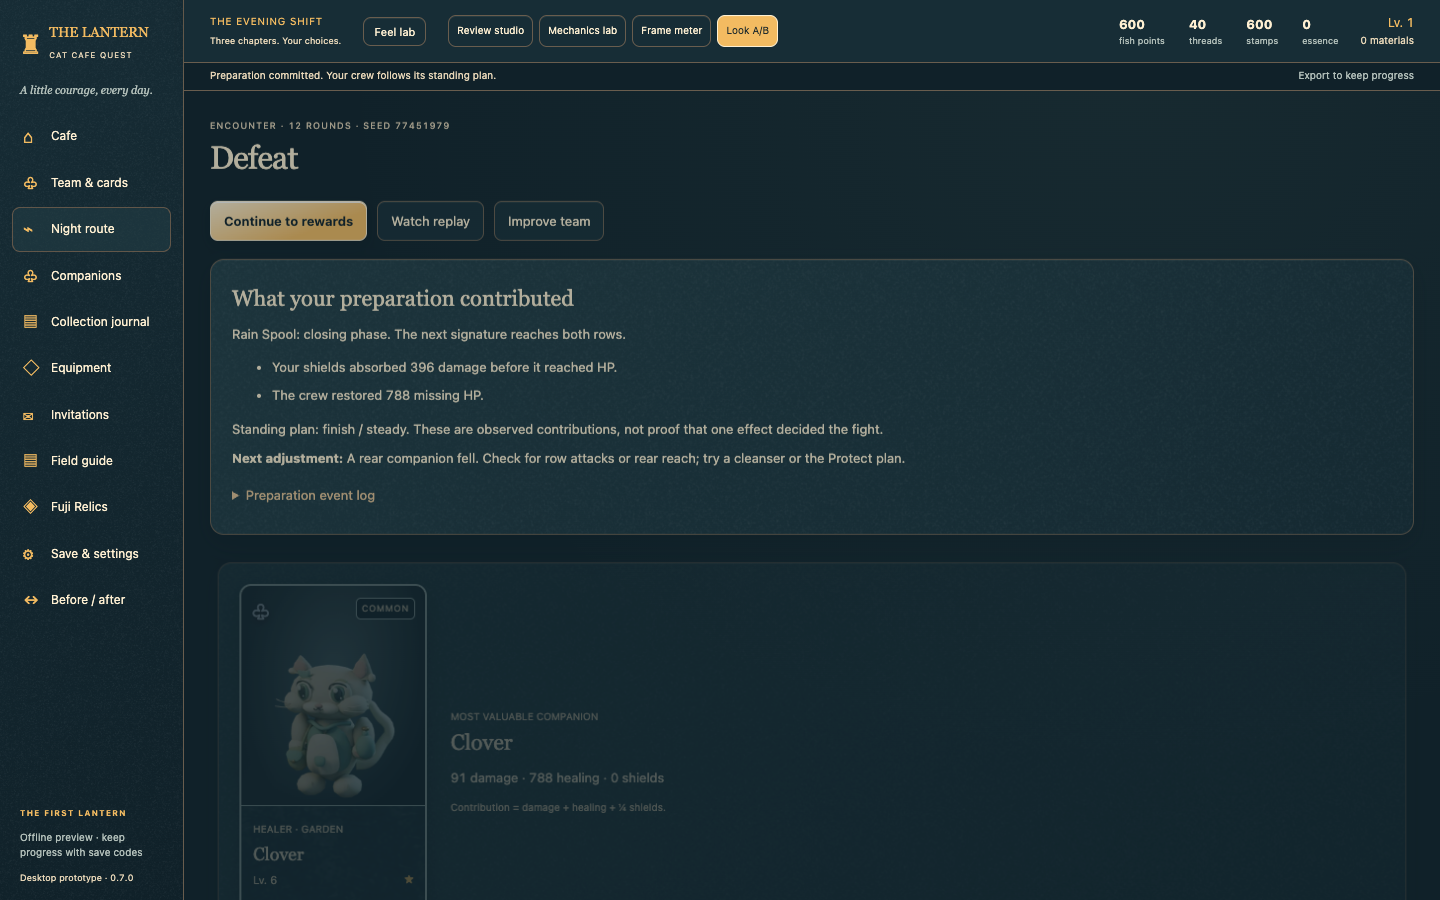 THE LANTERN
CAT CAFE QUEST
A little courage, every day.
Cafe
Team & cards
Night route
Companions
Collection journal
Equipment
Invitations
Field guide
Fuji Relics
Save & settings
Before / after
THE FIRST LANTERN
Offline preview · keep
progress with save codes
Desktop prototype · 0.7.0
THE EVENING SHIFT
Three chapters. Your choices.
Feel lab
Review studio
Mechanics lab
Frame meter
Look A/B
600
fish points
40
threads
600
stamps
0
essence
Lv. 1
0 materials
Preparation committed. Your crew follows its standing plan.
Export to keep progress
ENCOUNTER · 12 ROUNDS · SEED 77451979
Defeat
Continue to rewards
Watch replay
Improve team
What your preparation contributed
Rain Spool: closing phase. The next signature reaches both rows.
• Your shields absorbed 396 damage before it reached HP.
• The crew restored 788 missing HP.
Standing plan: finish / steady. These are observed contributions, not proof that one effect decided the fight.
Next adjustment: A rear companion fell. Check for row attacks or rear reach; try a cleanser or the Protect plan.
Preparation event log
COMMON
HEALER · GARDEN
Clover
Lv. 6
MOST VALUABLE COMPANION
Clover
91 damage · 788 healing · 0 shields
Contribution = damage + healing + ¼ shields.